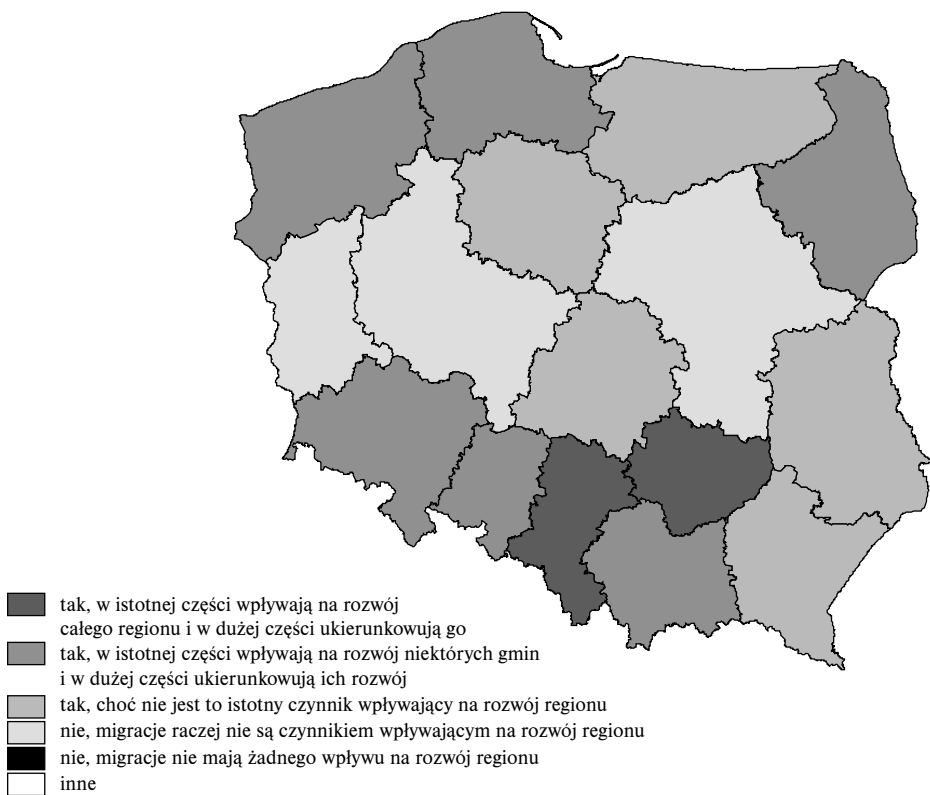 tak, w istotnej części wpływają na rozwój
całego regionu i w dużej części ukierunkowują go
tak, w istotnej części wpływają na rozwój niektórych gmin
i w dużej części ukierunkowują ich rozwój
tak, choć nie jest to istotny czynnik wpływający na rozwój regionu
nie, migracje raczej nie są czynnikiem wpływającym na rozwój regionu
nie, migracje nie mają żadnego wpływu na rozwój regionu
inne